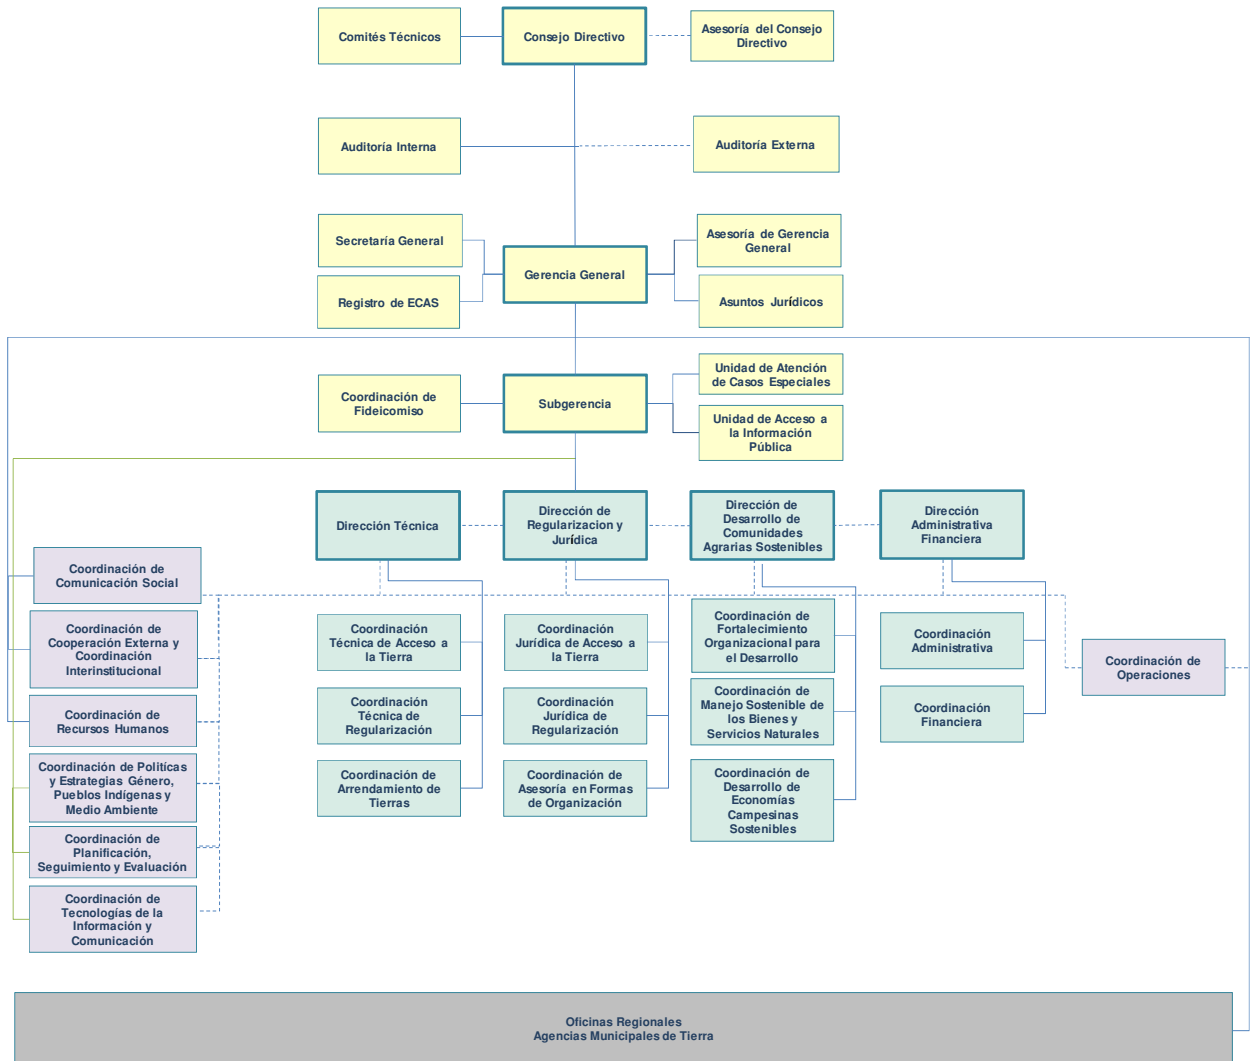 Comités Técnicos
Consejo Directivo
Asesoría del Consejo
Directivo
Auditoría Interna
Auditoría Externa
Secretaría General
Asesoría de Gerencia
General
Gerencia General
Registro de ECAS
Asuntos Jurídicos
Unidad de Atención
de Casos Especiales
Coordinación de
Fideicomiso
Subgerencia
Unidad de Acceso a
la Información
Pública
Dirección Técnica
Dirección de
Regularizacion y
Jurídica
Dirección de
Desarrollo de
Comunidades
Agrarias Sostenibles
Dirección
Administrativa
Financiera
Coordinación de
Comunicación Social
Coordinación de
Cooperación Externa y
Coordinación
Interinstitucional
Coordinación de
Recursos Humanos
Coordinación de Politícas
y Estrategias Género,
Pueblos Indígenas y
Medio Ambiente
Coordinación de
Planificación,
Seguimiento y Evaluación
Coordinación de
Tecnologías de la
Información y
Comunicación
Coordinación
Técnica de Acceso a
la Tierra
Coordinación
Técnica de
Regularización
Coordinación de
Arrendamiento de
Tierras
Coordinación
Jurídica de Acceso a
la Tierra
Coordinación
Jurídica de
Regularización
Coordinación de
Asesoría en Formas
de Organización
Coordinación de
Fortalecimiento
Organizacional para
el Desarrollo
Coordinación de
Manejo Sostenible de
los Bienes y
Servicios Naturales
Coordinación de
Desarrollo de
Economías
Campesinas
Sostenibles
Coordinación
Administrativa
Coordinación
Financiera
Coordinación de
Operaciones
Oficinas Regionales
Agencias Municipales de Tierra